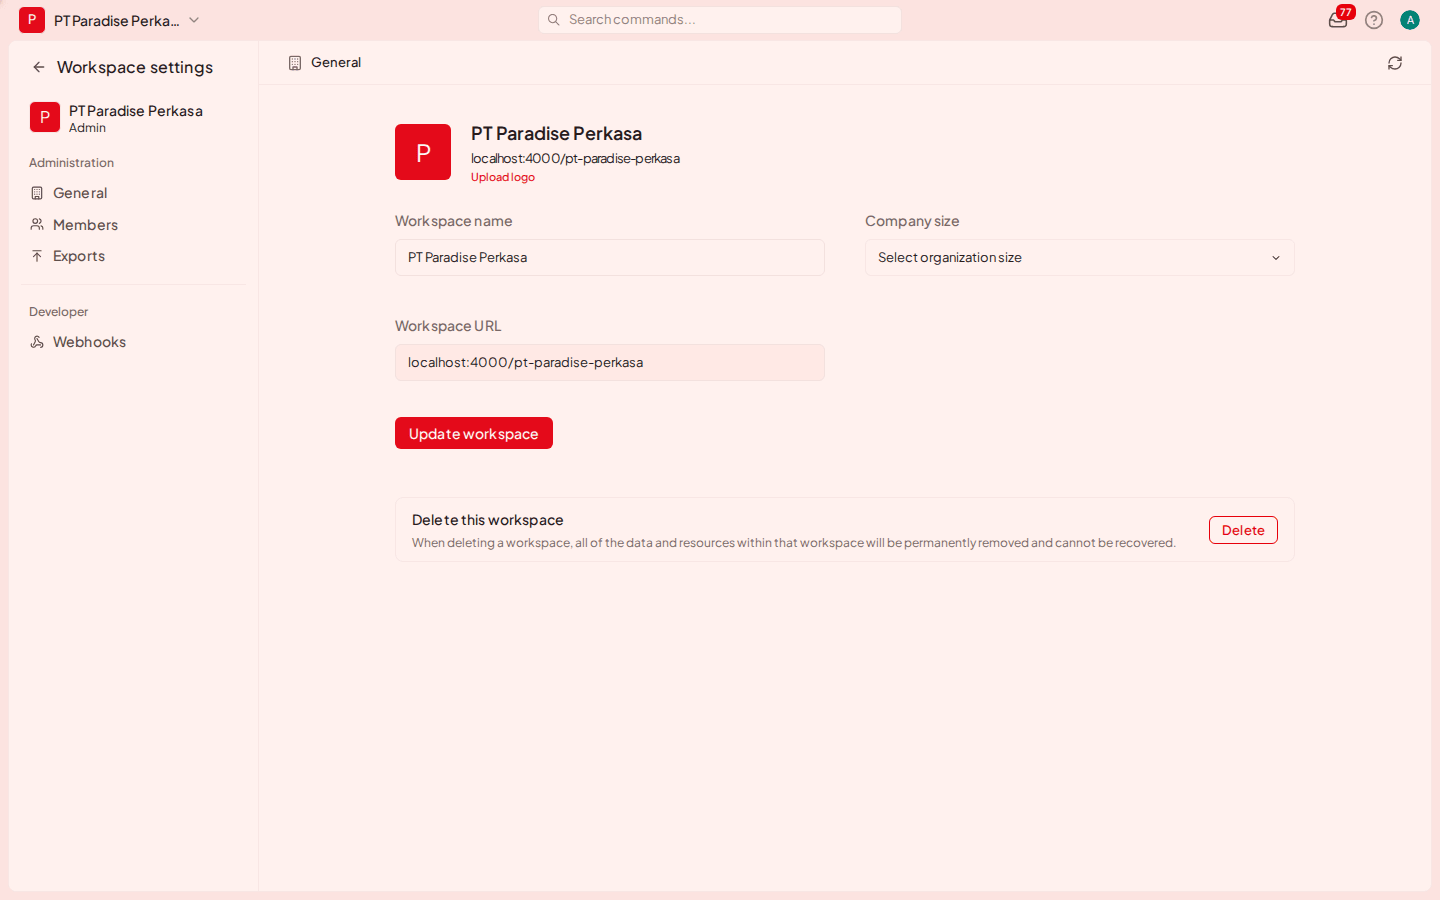 P PT Paradise Perka...
Search commands...
77
A
Workspace settings
P
PT Paradise Perkasa
Admin
Administration
General
Members
Exports
Developer
Webhooks
General
P
PT Paradise Perkasa
localhost:4000/pt-paradise-perkasa
Upload logo
Workspace name
PT Paradise Perkasa
Company size
Select organization size
Workspace URL
localhost:4000/pt-paradise-perkasa
Update workspace
Delete this workspace
When deleting a workspace, all of the data and resources within that workspace will be permanently removed and cannot be recovered.
Delete